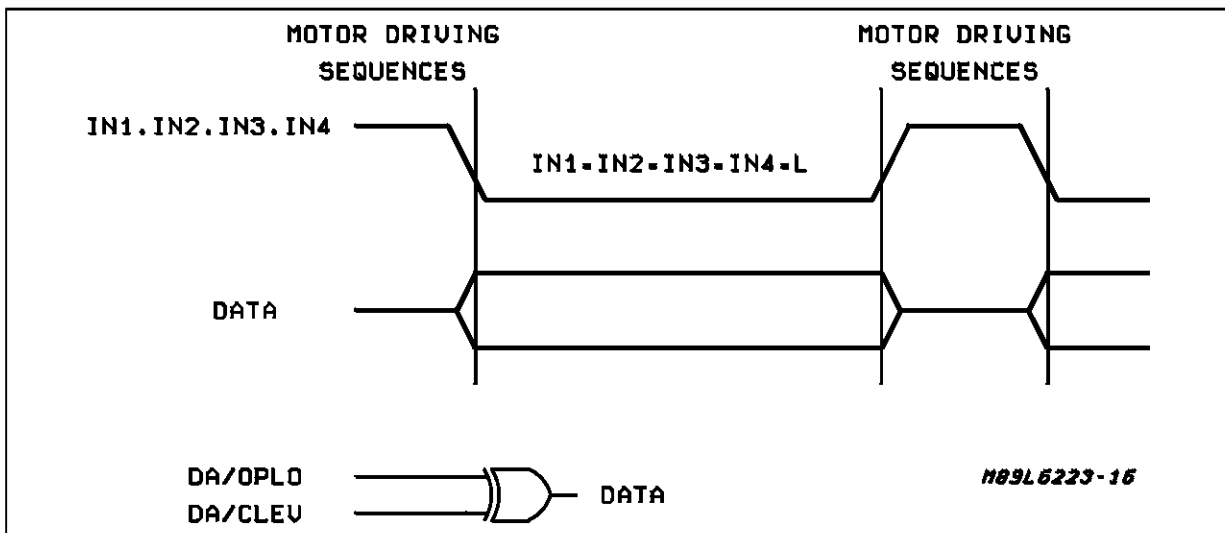 MOTOR DRIVING
SEQUENCES
MOTOR DRIVING
SEQUENCES
IN1.IN2.IN3.IN4
IN1=IN2=IN3=IN4=L
DATA
DA/OPLO
DA/CLEV
DATA
M89L6223-16